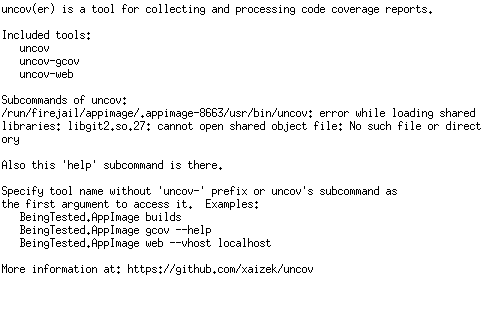 uncov(er) is a tool for collecting and processing code coverage reports.

Included tools:
   uncov
   uncov-gcov
   uncov-web

Subcommands of uncov:
/run/firejail/appimage/.appimage-8663/usr/bin/uncov: error while loading shared
libraries: libgit2.so.27: cannot open shared object file: No such file or direct
ory

Also this 'help' subcommand is there.

Specify tool name without 'uncov-' prefix or uncov's subcommand as
the first argument to access it.  Examples:
   BeingTested.AppImage builds
   BeingTested.AppImage gcov --help
   BeingTested.AppImage web --vhost localhost

More information at: https://github.com/xaizek/uncov